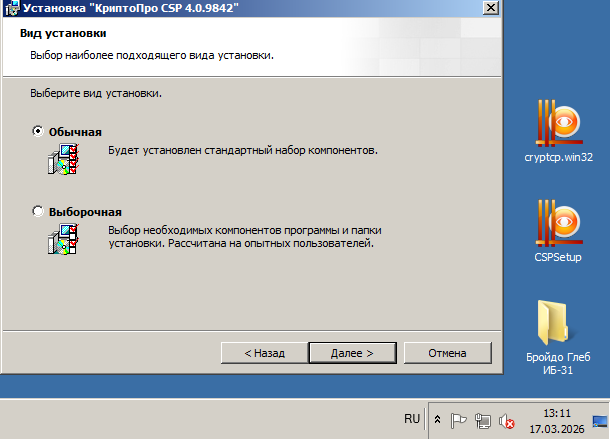 Установка "КриптоПро CSP 4.0.9842"
Вид установки
Выбор наиболее подходящего вида установки.
Выберите вид установки.
Обычная
Будет установлен стандартный набор компонентов.
Выборочная
Выбор необходимых компонентов программы и папки
установки. Рассчитана на опытных пользователей.
< Назад
Далее >
Отмена
cryptcp.win32
CSPSetup
Бройдо Глеб
ИБ-31
RU
13:11
17.03.2026